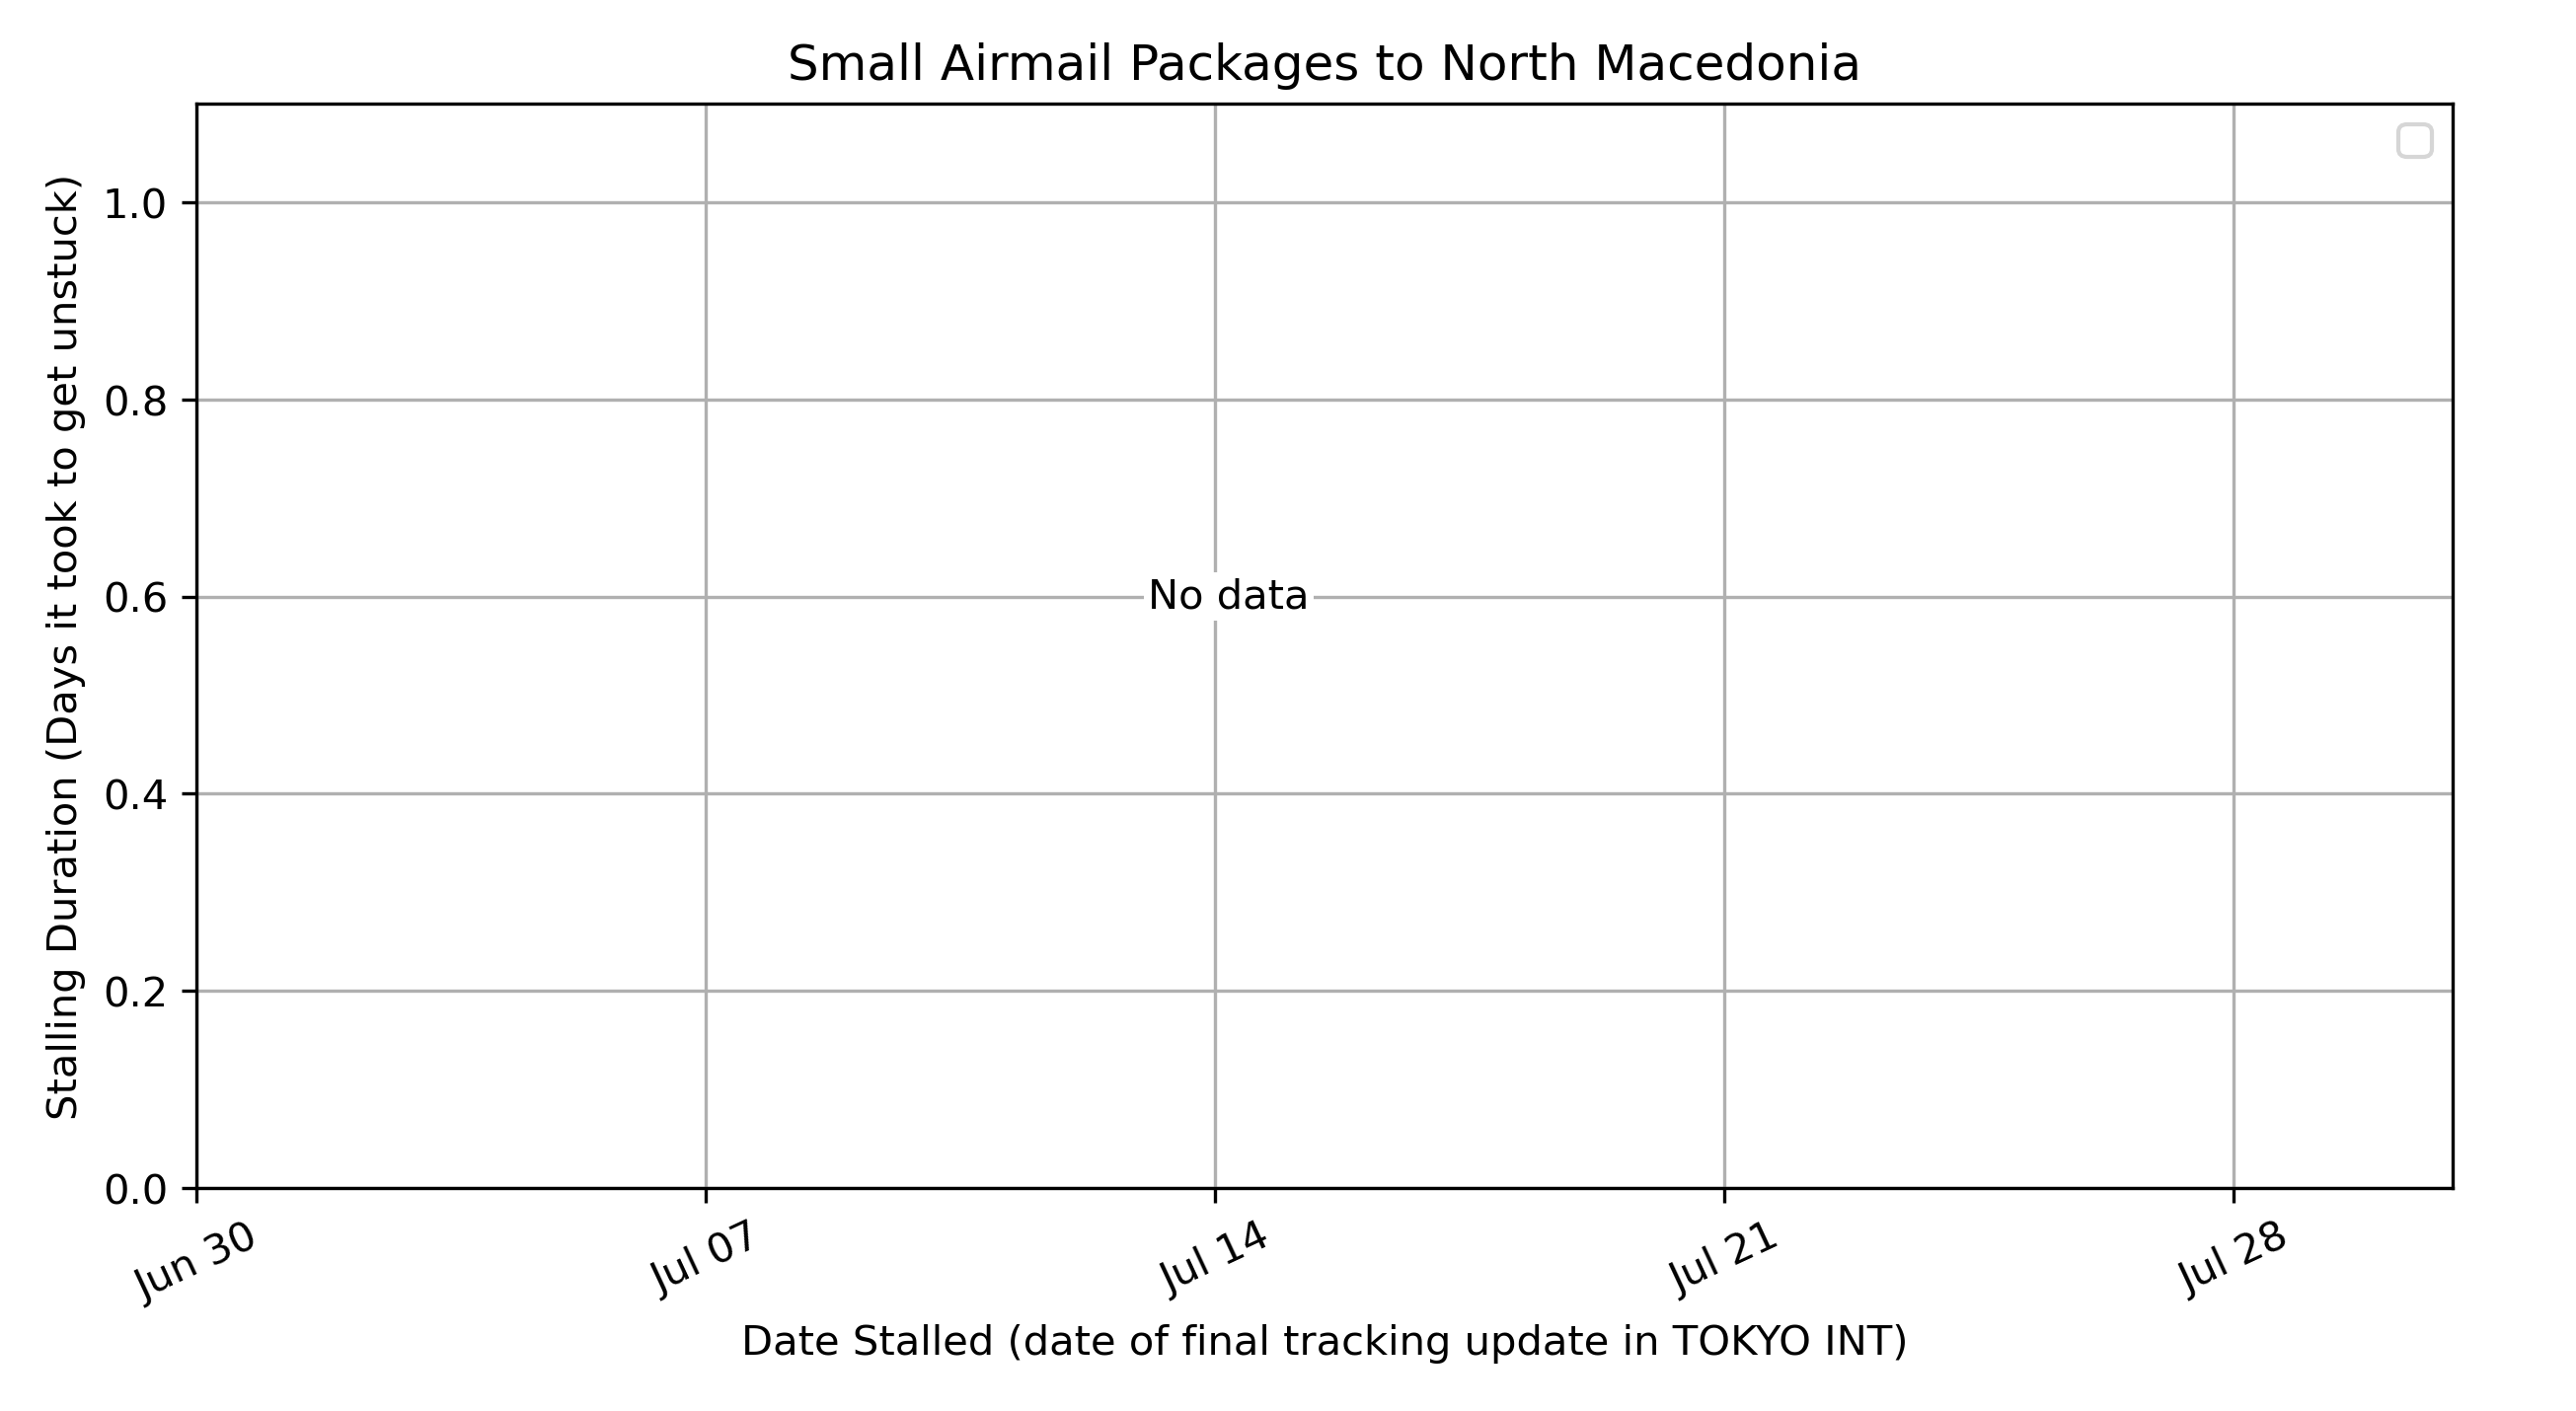 Small Airmail Packages to North Macedonia
Stalling Duration (Days it took to get unstuck)
1.0
0.8
0.6
0.4
0.2
0.0
No data
Jun 30
Jul 07
Jul 14
Jul 21
Jul 28
Date Stalled (date of final tracking update in TOKYO INT)